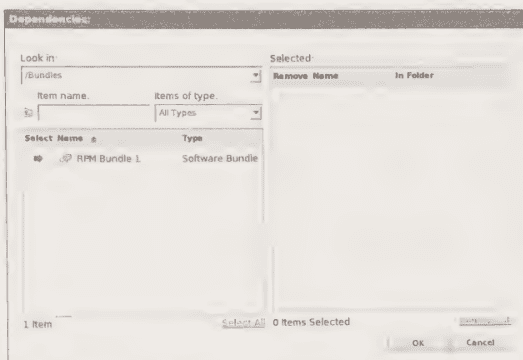 Dependencies:
Look in:
/Bundles
Item name.
Items of type.
All Types
Select Name
Type
RPM Bundle 1
Software Bundle
1 Item
Select All
Selected:
Remove Name
In Folder
0 Items Selected
OK
Cancel